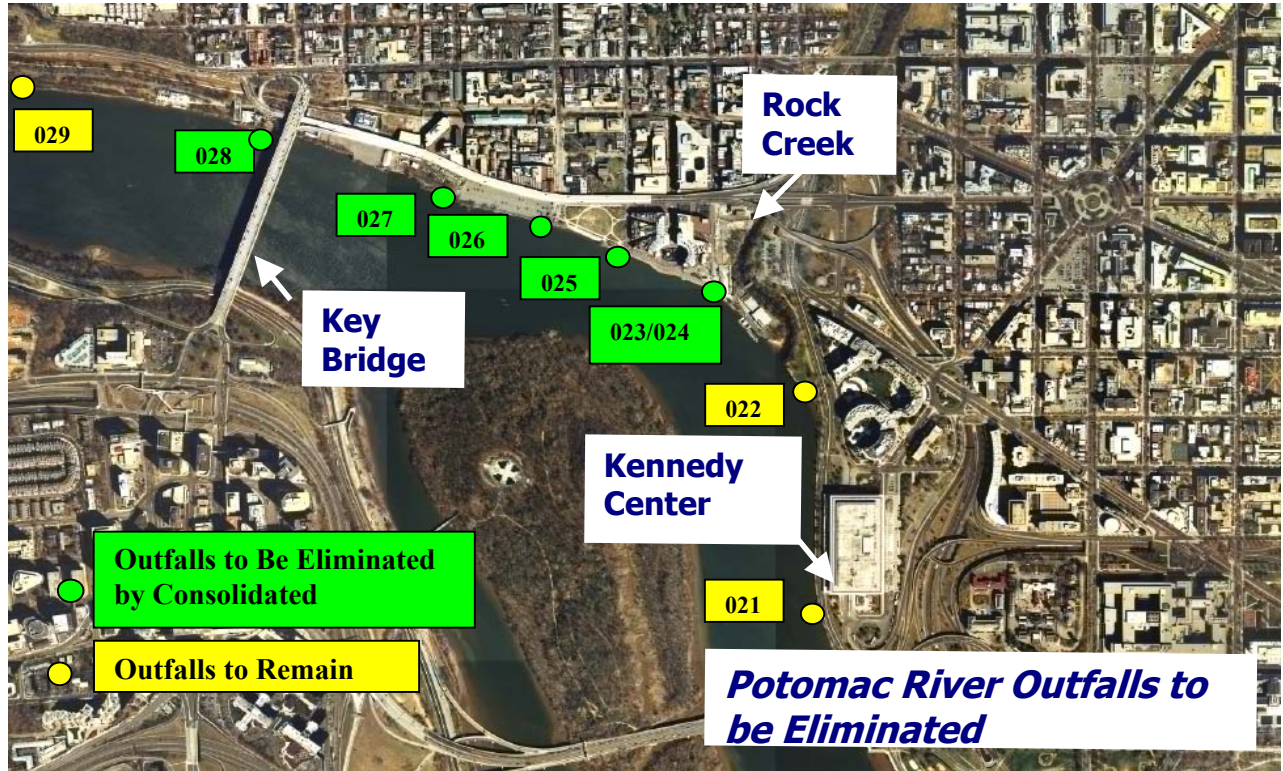 Rock
Creek
029
028
027
026
025
023/024
Key
Bridge
022
Kennedy
Center
Outfalls to Be Eliminated
by Consolidated
021
Outfalls to Remain
Potomac River Outfalls to
be Eliminated